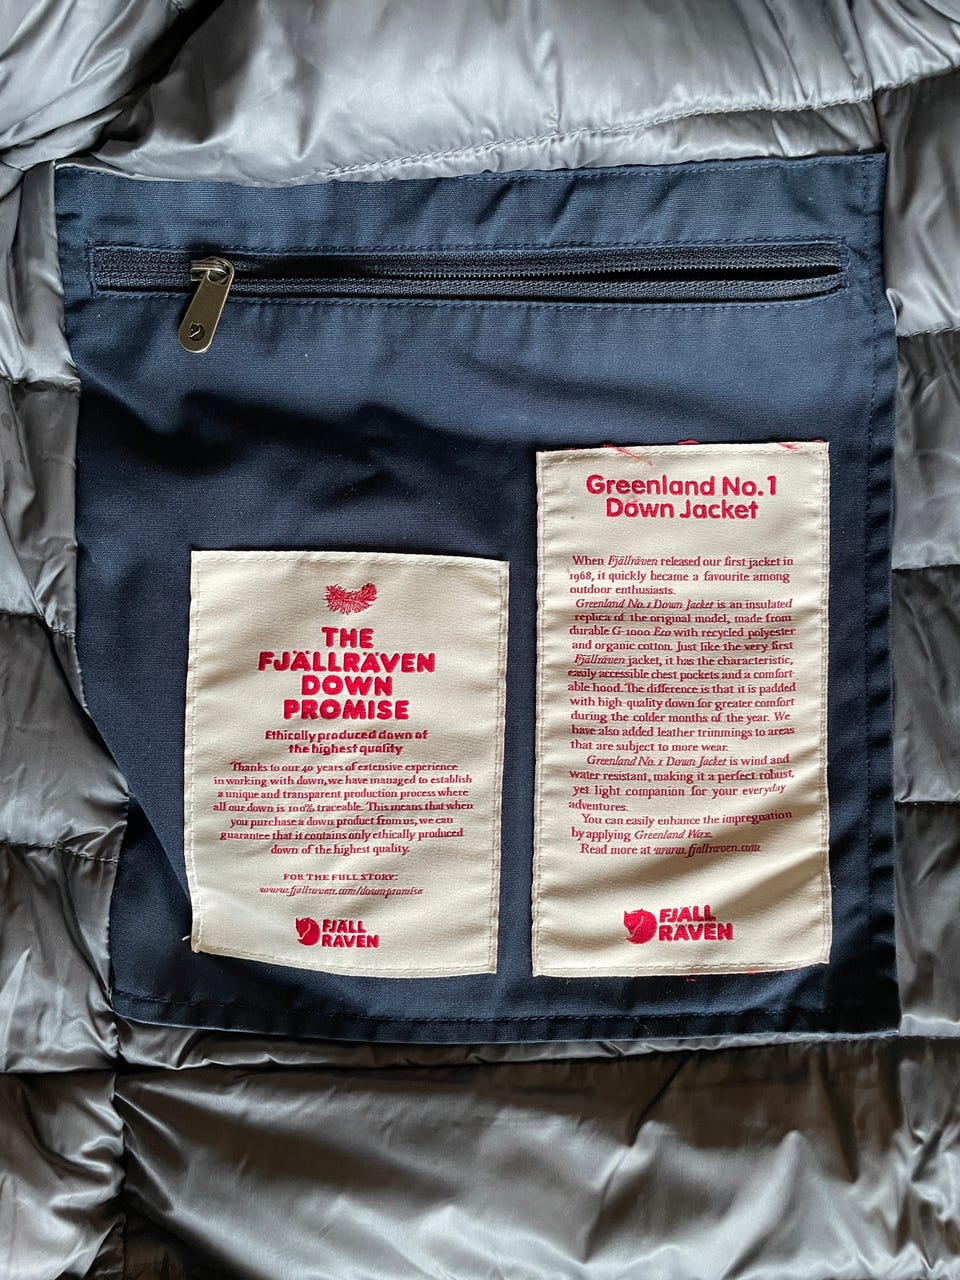 THE
FJÄLLRÄVEN
DOWN
PROMISE
Ethically produced down of
the highest quality
Thanks to our 40 years of extensive experience
in working with down, we have managed to establish
a unique and transparent production process where
all our down is 100% traceable. This means that when
you purchase a down product from us, we can
guarantee that it contains only ethically produced
down of the highest quality.
FOR THE FULL STORY:
www.fjallraven.com/downpromise
FJÄLL
RÄVEN
Greenland No. 1
Down Jacket
When Fjällräven released our first jacket in
1968, it quickly became a favourite among
outdoor enthusiasts.
Greenland No. 1 Down Jacket is an insulated
replica of the original model, made from
durable G-1000 Eco with recycled polyester
and organic cotton. Just like the very first
Fjällräven jacket, it has the characteristic,
easily accessible chest pockets and a comfort-
able hood. The difference is that it is padded
with high-quality down for greater comfort
during the colder months of the year. We
have also added leather trimmings to areas
that are subject to more wear.
Greenland No. 1 Down Jacket is wind and
water resistant, making it a perfect robust,
yet light companion for your everyday
adventures.
You can easily enhance the impregnation
by applying Greenland Wax.
Read more at www.fjallraven.com
FJÄLL
RÄVEN